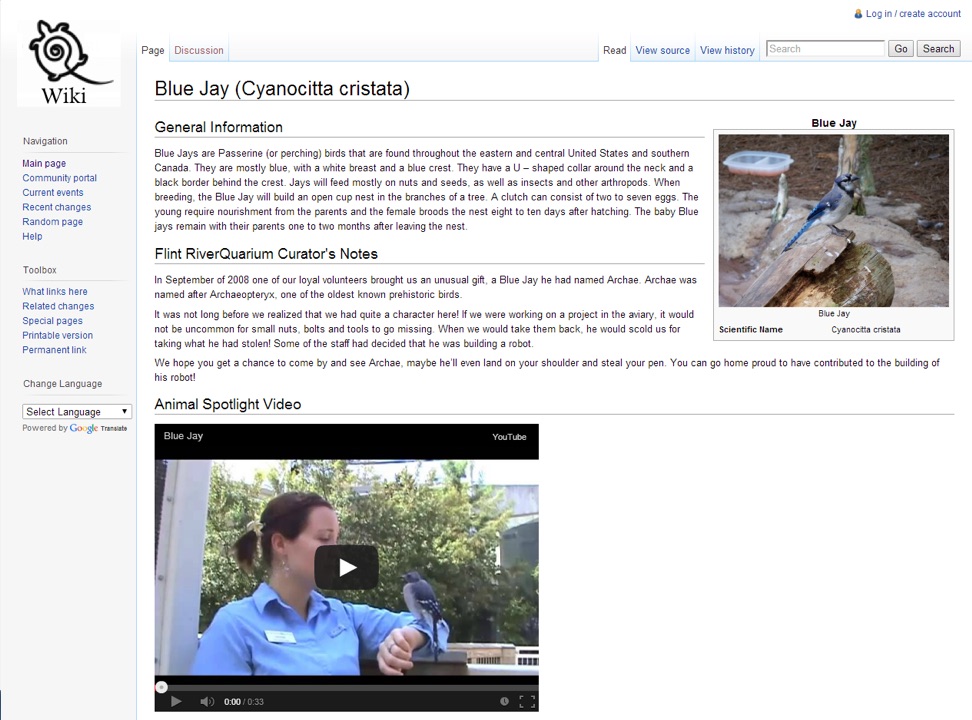 Log in / create account
Wiki
Page
Discussion
Read
View source
View history
Search
Go
Search
Navigation
Main page
Community portal
Current events
Recent changes
Random page
Help
Toolbox
What links here
Related changes
Special pages
Printable version
Permanent link
Change Language
Select Language
Powered by Google Translate
Blue Jay (Cyanocitta cristata)
General Information
Blue Jays are Passerine (or perching) birds that are found throughout the eastern and central United States and southern
Canada. They are mostly blue, with a white breast and a blue crest. They have a U – shaped collar around the neck and a
black border behind the crest. Jays will feed mostly on nuts and seeds, as well as insects and other arthropods. When
breeding, the Blue Jay will build an open cup nest in the branches of a tree. A clutch can consist of two to seven eggs. The
young require nourishment from the parents and the female broods the nest eight to ten days after hatching. The baby Blue
jays remain with their parents one to two months after leaving the nest.
Blue Jay
Blue Jay
Scientific Name Cyanocitta cristata
Flint RiverQuarium Curator's Notes
In September of 2008 one of our loyal volunteers brought us an unusual gift, a Blue Jay he had named Archae. Archae was
named after Archaeopteryx, one of the oldest known prehistoric birds.
It was not long before we realized that we had quite a character here! If we were working on a project in the aviary, it would
not be uncommon for small nuts, bolts and tools to go missing. When we would take them back, he would scold us for
taking what he had stolen! Some of the staff had decided that he was building a robot.
We hope you get a chance to come by and see Archae, maybe he'll even land on your shoulder and steal your pen. You can go home proud to have contributed to the building of
his robot!
Animal Spotlight Video
Blue Jay
YouTube
0:00 / 0:33